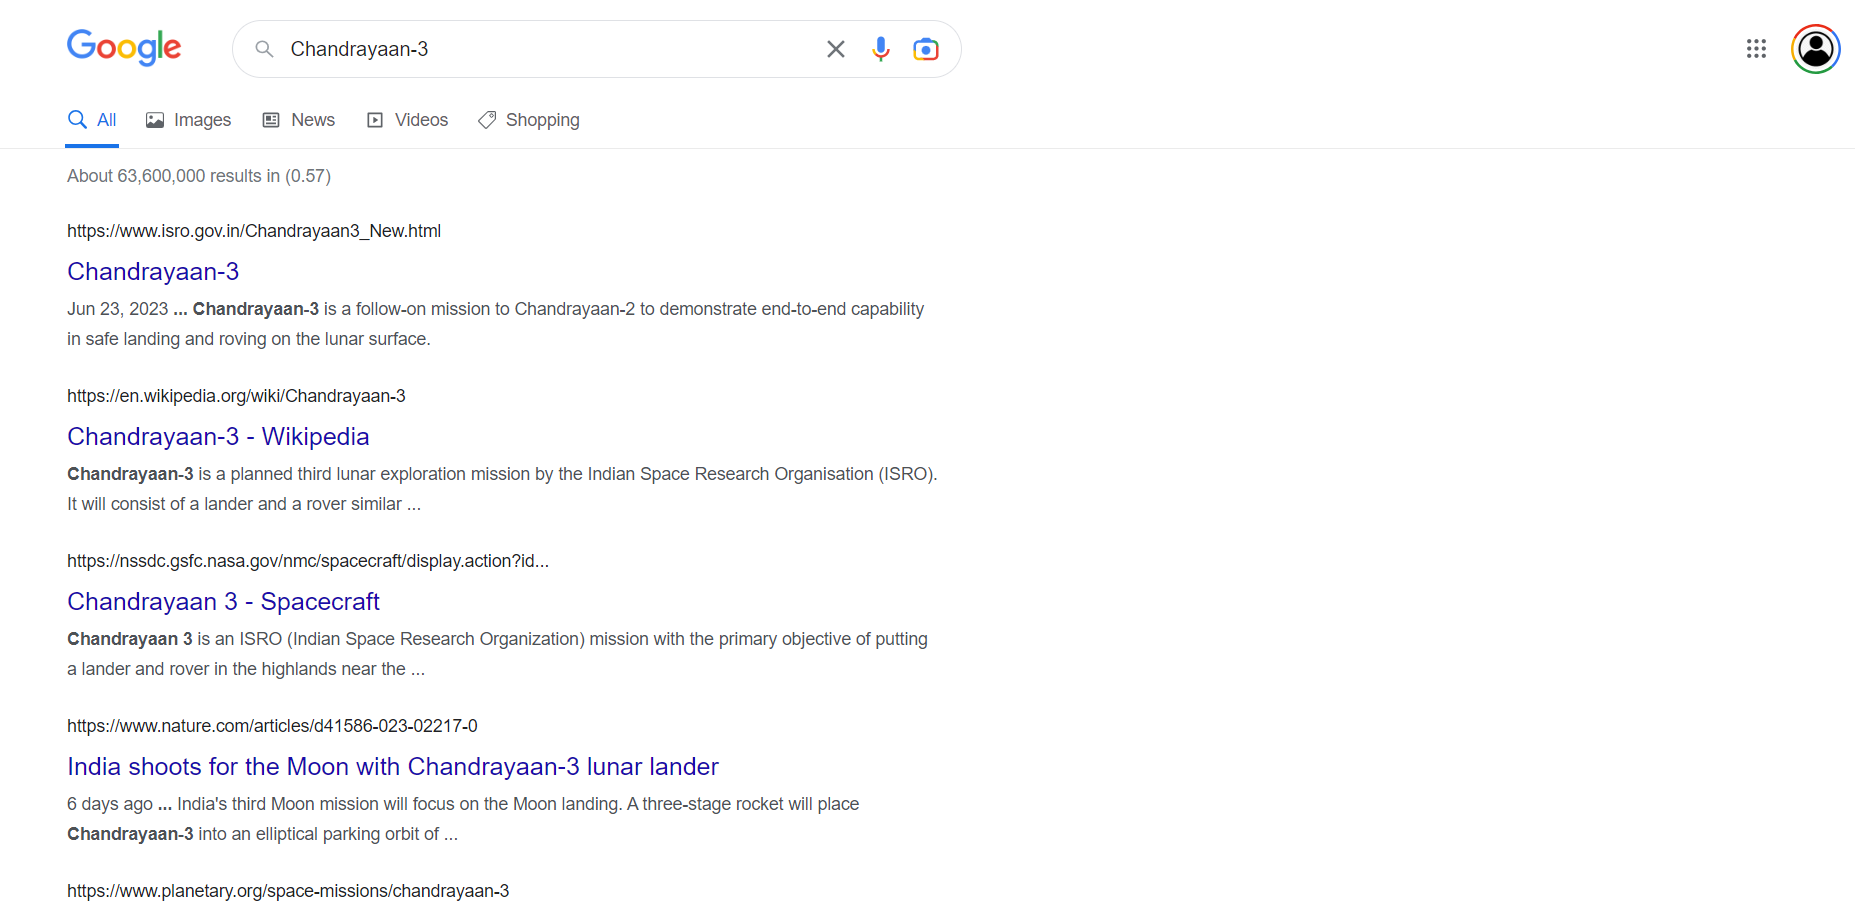 Google
Chandrayaan-3
All Images News Videos Shopping
About 63,600,000 results in (0.57)
https://www.isro.gov.in/Chandrayaan3_New.html
Chandrayaan-3
Jun 23, 2023 ... Chandrayaan-3 is a follow-on mission to Chandrayaan-2 to demonstrate end-to-end capability
in safe landing and roving on the lunar surface.
https://en.wikipedia.org/wiki/Chandrayaan-3
Chandrayaan-3 - Wikipedia
Chandrayaan-3 is a planned third lunar exploration mission by the Indian Space Research Organisation (ISRO).
It will consist of a lander and a rover similar ...
https://nssdc.gsfc.nasa.gov/nmc/spacecraft/display.action?id...
Chandrayaan 3 - Spacecraft
Chandrayaan 3 is an ISRO (Indian Space Research Organization) mission with the primary objective of putting
a lander and rover in the highlands near the ...
https://www.nature.com/articles/d41586-023-02217-0
India shoots for the Moon with Chandrayaan-3 lunar lander
6 days ago ... India's third Moon mission will focus on the Moon landing. A three-stage rocket will place
Chandrayaan-3 into an elliptical parking orbit of ...
https://www.planetary.org/space-missions/chandrayaan-3